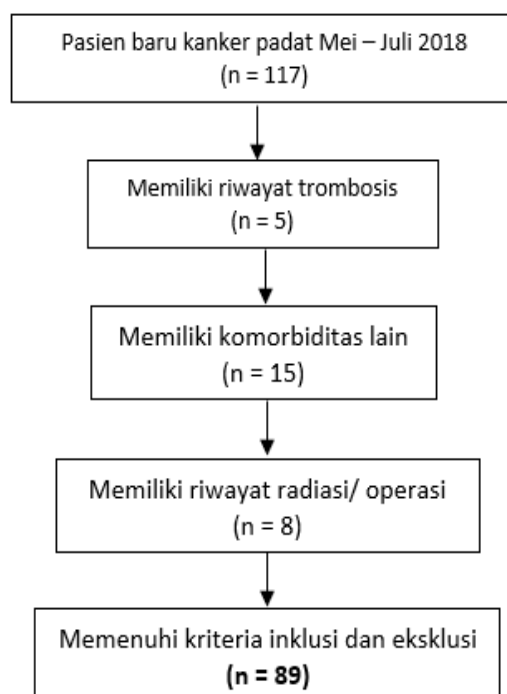 Pasien baru kanker padat Mei – Juli 2018
(n = 117)
Memiliki riwayat trombosis
(n = 5)
Memiliki komorbiditas lain
(n = 15)
Memiliki riwayat radiasi/ operasi
(n = 8)
Memenuhi kriteria inklusi dan eksklusi
(n = 89)